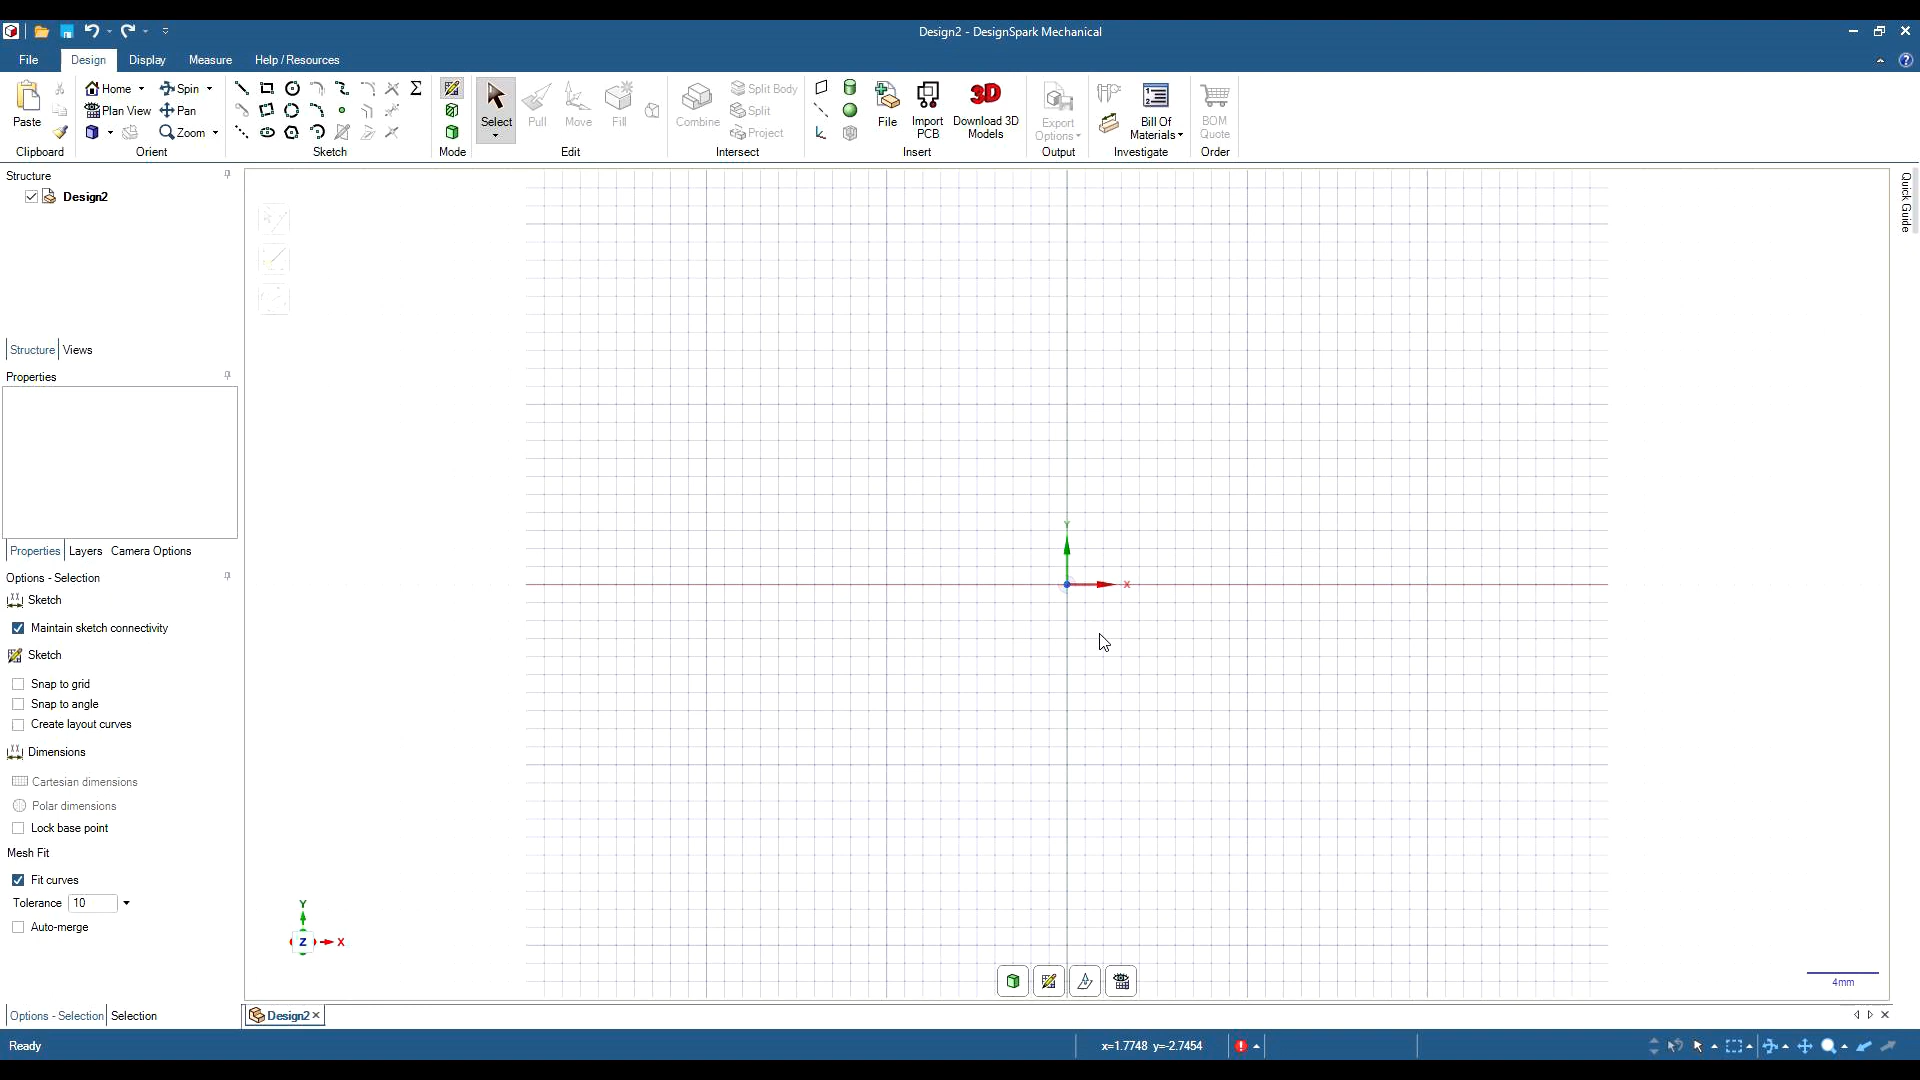 Design2 - DesignSpark Mechanical
File Design Display Measure Help / Resources
Paste
Clipboard
Home Spin
Plan View Pan
Zoom
Orient
Sketch
Mode
Select Pull Move Fill
Edit
Combine
Split Body
Split
Project
Intersect
File
Import
PCB
Download 3D
Models
Insert
Export
Options
Output
Bill Of
Materials
Investigate
BOM
Quote
Order
Structure
Design2
Structure Views
Properties
Properties Layers Camera Options
Options - Selection
Sketch
Maintain sketch connectivity
Sketch
Snap to grid
Snap to angle
Create layout curves
Dimensions
Cartesian dimensions
Polar dimensions
Lock base point
Mesh Fit
Fit curves
Tolerance 10
Auto-merge
Options - Selection Selection
Quick Guide
Y
X
Y
Z X
4mm
Design2
Ready
x=1.7748 y=-2.7454